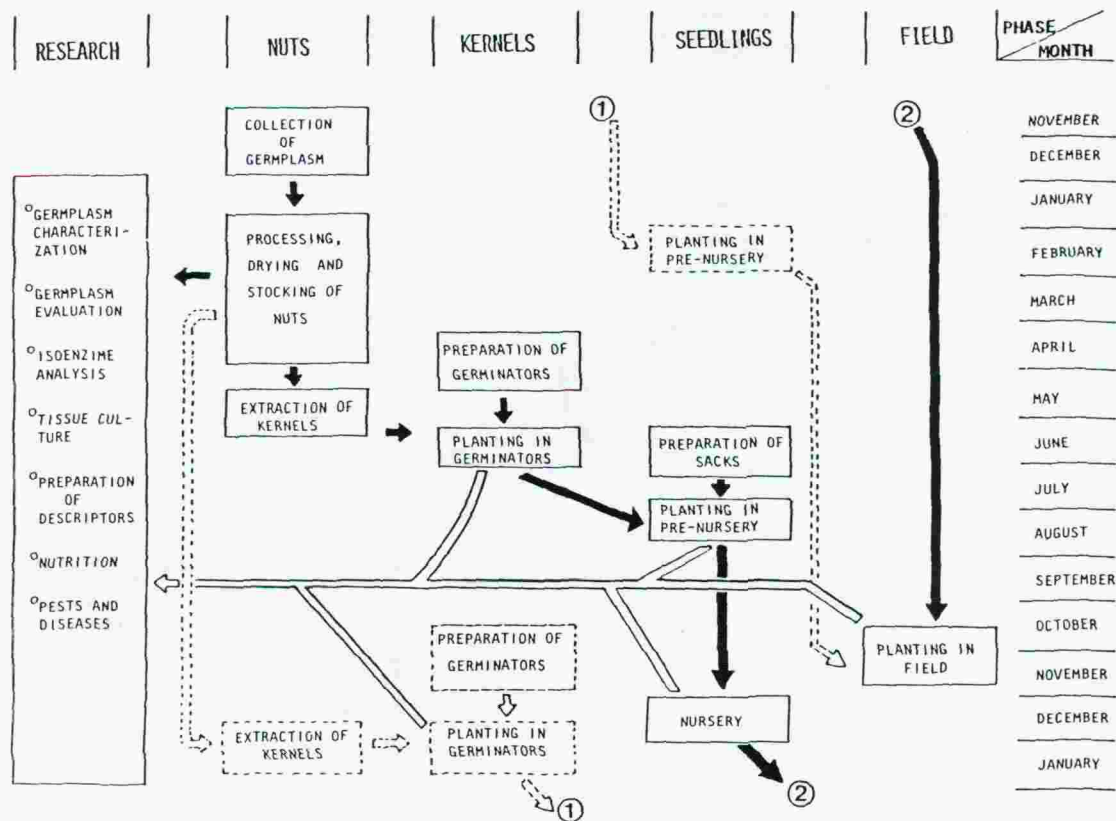 RESEARCH
NUTS
KERNELS
SEEDLINGS
FIELD
PHASE
MONTH
COLLECTION
OF
GERMPLASM
PROCESSING,
DRYING AND
STOCKING OF
NUTS
EXTRACTION OF
KERNELS
EXTRACTION OF
KERNELS
PREPARATION OF
GERMINATORS
PLANTING IN
GERMINATORS
PREPARATION OF
GERMINATORS
PLANTING IN
GERMINATORS
1
1
PLANTING IN
PRE-NURSERY
PREPARATION OF
SACKS
PLANTING IN
PRE-NURSERY
NURSERY
2
2
PLANTING IN
FIELD
°GERMPLASM
CHARACTERI-
ZATION
°GERMPLASM
EVALUATION
°ISOENZIME
ANALYSIS
°TISSUE CUL-
TURE
°PREPARATION
OF
DESCRIPTORS
°NUTRITION
°PESTS AND
DISEASES
NOVEMBER
DECEMBER
JANUARY
FEBRUARY
MARCH
APRIL
MAY
JUNE
JULY
AUGUST
SEPTEMBER
OCTOBER
NOVEMBER
DECEMBER
JANUARY